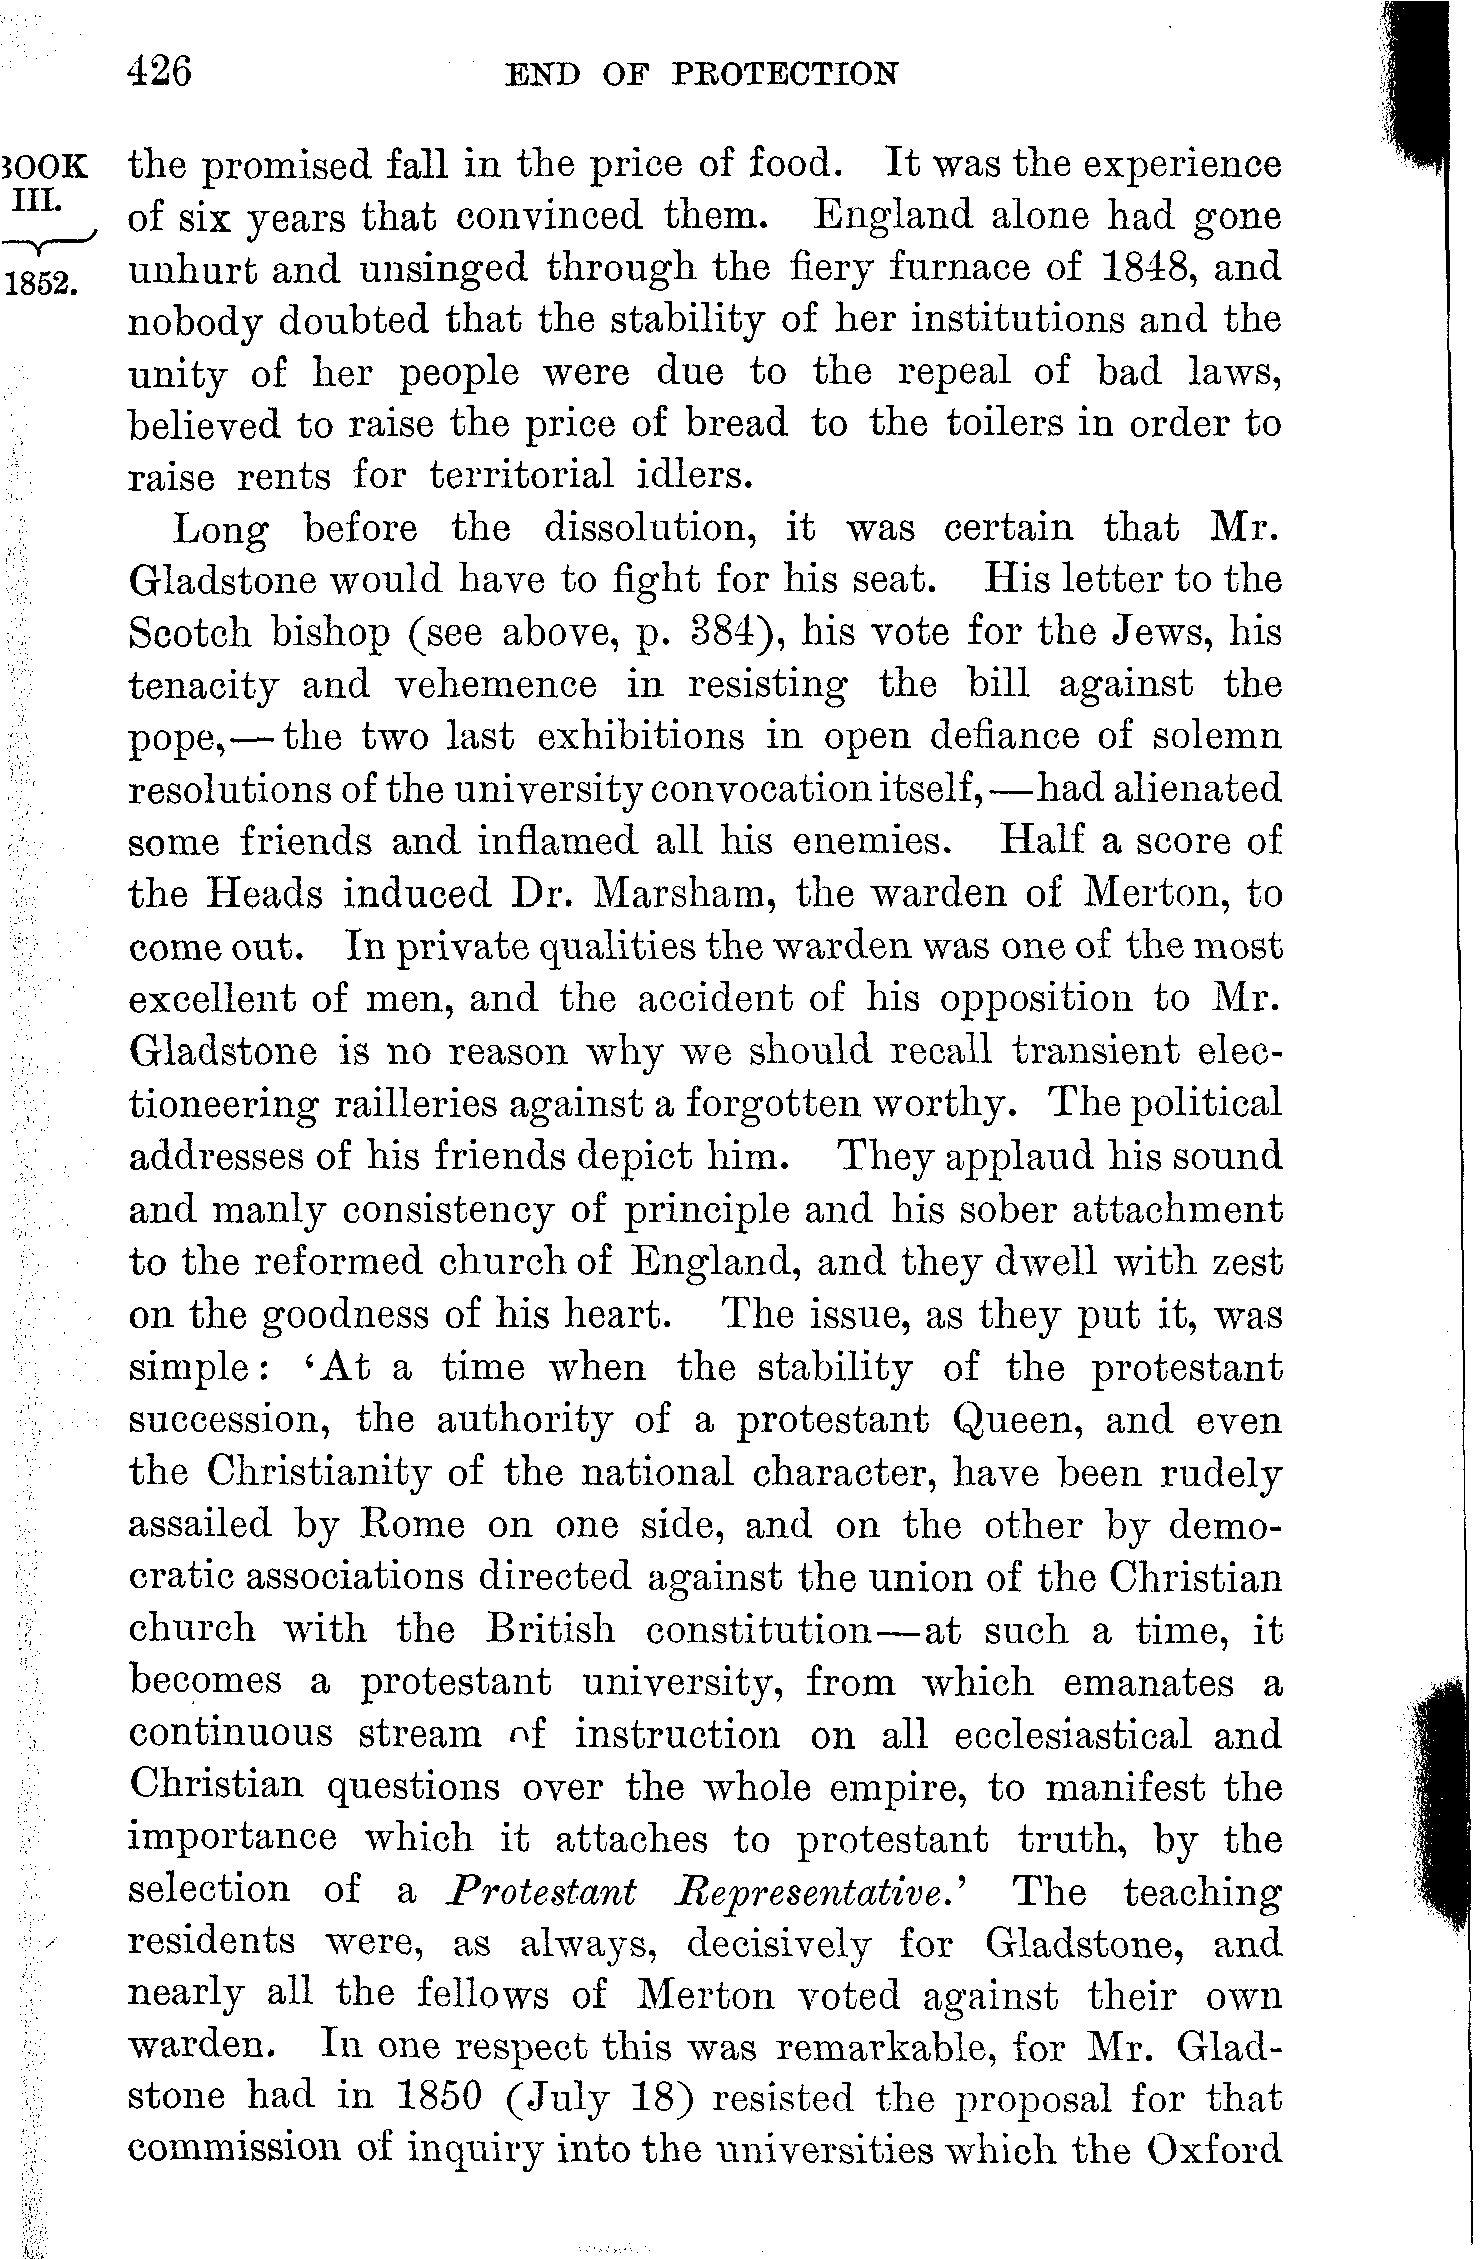 426 END OF PROTECTION
BOOK
III.
1852.
the promised fall in the price of food. It was the experience
of six years that convinced them. England alone had gone
unhurt and unsinged through the fiery furnace of 1848, and
nobody doubted that the stability of her institutions and the
unity of her people were due to the repeal of bad laws,
believed to raise the price of bread to the toilers in order to
raise rents for territorial idlers.
Long before the dissolution, it was certain that Mr.
Gladstone would have to fight for his seat. His letter to the
Scotch bishop (see above, p. 384), his vote for the Jews, his
tenacity and vehemence in resisting the bill against the
pope,—the two last exhibitions in open defiance of solemn
resolutions of the university convocation itself,—had alienated
some friends and inflamed all his enemies. Half a score of
the Heads induced Dr. Marsham, the warden of Merton, to
come out. In private qualities the warden was one of the most
excellent of men, and the accident of his opposition to Mr.
Gladstone is no reason why we should recall transient elec-
tioneering railleries against a forgotten worthy. The political
addresses of his friends depict him. They applaud his sound
and manly consistency of principle and his sober attachment
to the reformed church of England, and they dwell with zest
on the goodness of his heart. The issue, as they put it, was
simple: ‘At a time when the stability of the protestant
succession, the authority of a protestant Queen, and even
the Christianity of the national character, have been rudely
assailed by Rome on one side, and on the other by demo-
cratic associations directed against the union of the Christian
church with the British constitution—at such a time, it
becomes a protestant university, from which emanates a
continuous stream of instruction on all ecclesiastical and
Christian questions over the whole empire, to manifest the
importance which it attaches to protestant truth, by the
selection of a Protestant Representative.’ The teaching
residents were, as always, decisively for Gladstone, and
nearly all the fellows of Merton voted against their own
warden. In one respect this was remarkable, for Mr. Glad-
stone had in 1850 (July 18) resisted the proposal for that
commission of inquiry into the universities which the Oxford